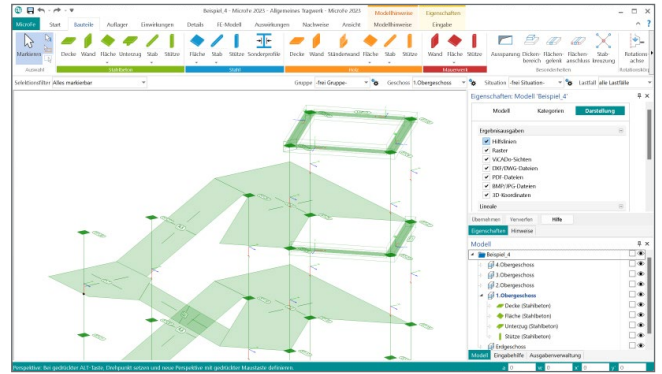 Beispiel_4 - MicroFe 2025 - Allgemeines Tragwerk - MicroFe 2025
Modellhinweise
Eigenschaften
MicroFe Start Bauteile Auflager Einwirkungen Details FE-Modell Auswirkungen Nachweise Ansicht Modellhinweise Eingabe
Markieren Decke Wand Fläche Unterzug Stab Stütze Fläche Stab Stütze Sonderprofile Decke Wand Ständerwand Fläche Stab Stütze Wand Fläche Stütze Aussparung Dicken- Flächen- Flächen- Stab- Rotations
bereich gelenk anschluss kreuzung achse
Auswahl Stahlbeton Stahl Holz Mauerwerk Besonderheiten
Selektionsfilter Alles markierbar Gruppe -frei Gruppe- Geschoss 1.Obergeschoss Situation -frei Situation- Lastfall alle Lastfälle
Eigenschaften: Modell 'Beispiel_4'
Modell Kategorien Darstellung
Ergebnisausgaben
Hilfslinien
Raster
ViCADo-Sichten
DXF/DWG-Dateien
PDF-Dateien
BMP/JPG-Dateien
3D-Koordinaten
Lineale
Übernehmen Verwerfen Hilfe
Eigenschaften Hinweise
Modell
Beispiel_4
4.Obergeschoss
3.Obergeschoss
2.Obergeschoss
1.Obergeschoss
Decke (Stahlbeton)
Fläche (Stahlbeton)
Unterzug (Stahlbeton)
Stütze (Stahlbeton)
Erdgeschoss
Modell Eingabehilfe Ausgabenverwaltung
Perspektive: Bei gedrückter ALT-Taste, Drehpunkt setzen und neue Perspektive mit gedrückter Maustaste definieren.